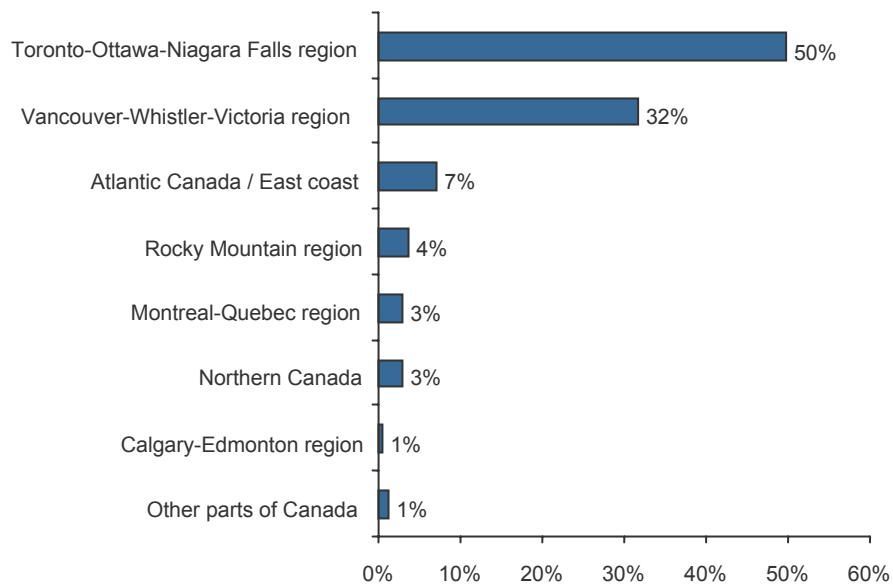 Toronto-Ottawa-Niagara Falls region 50%
Vancouver-Whistler-Victoria region 32%
Atlantic Canada / East coast 7%
Rocky Mountain region 4%
Montreal-Quebec region 3%
Northern Canada 3%
Calgary-Edmonton region 1%
Other parts of Canada 1%
0% 10% 20% 30% 40% 50% 60%